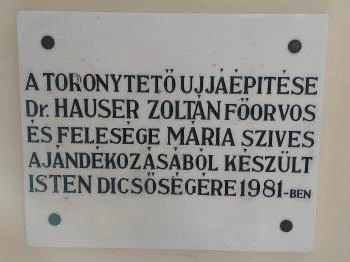 A TORONYTETŐ UJJÁÉPITÉSE
Dr. HAUSER ZOLTÁN FŐORVOS
ÉS FELESÉGE MÁRIA SZIVES
AJÁNDÉKOZÁSÁBÓL KÉSZÜLT
ISTEN DICSŐSÉGÉRE 1981-BEN